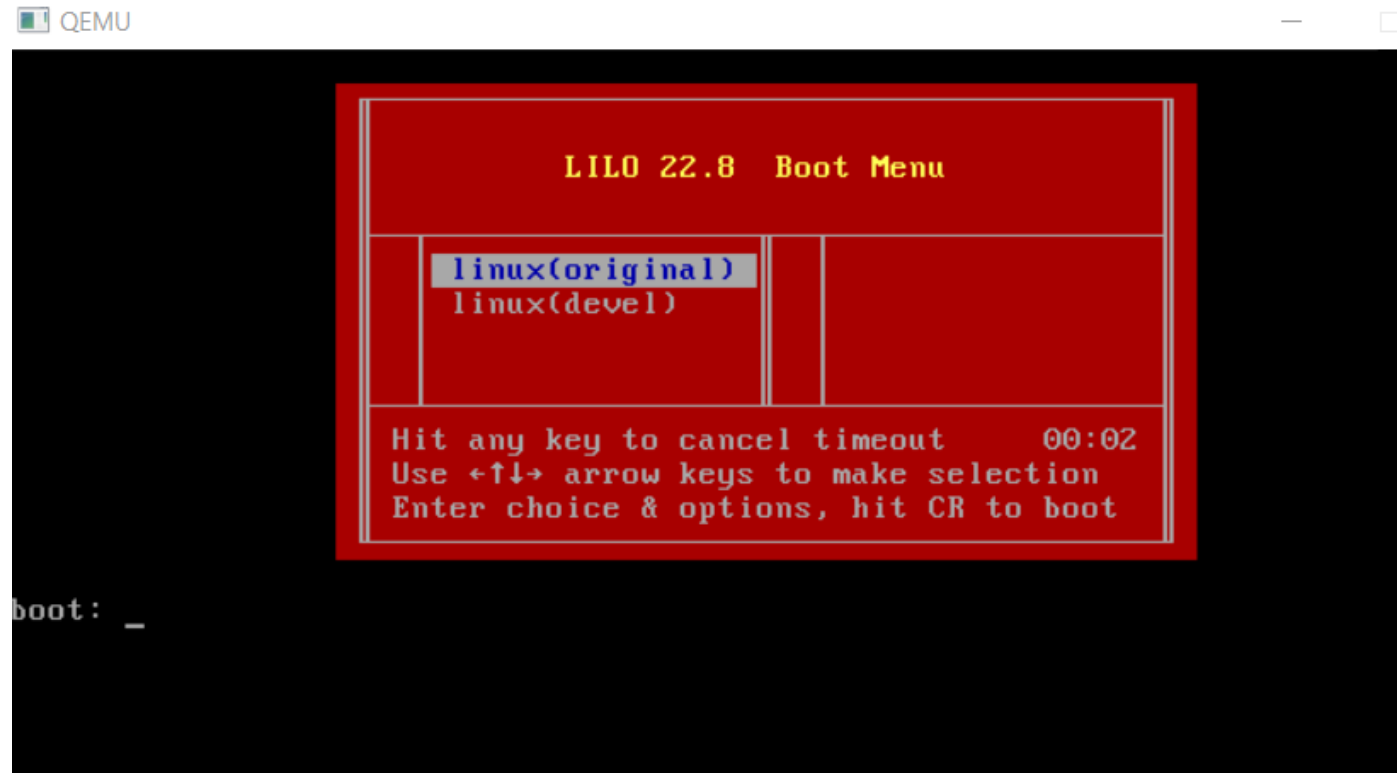 QEMU
LILO 22.8 Boot Menu
linux(original)
linux(devel)
Hit any key to cancel timeout 00:02
Use ←↑↓→ arrow keys to make selection
Enter choice & options, hit CR to boot
boot: _